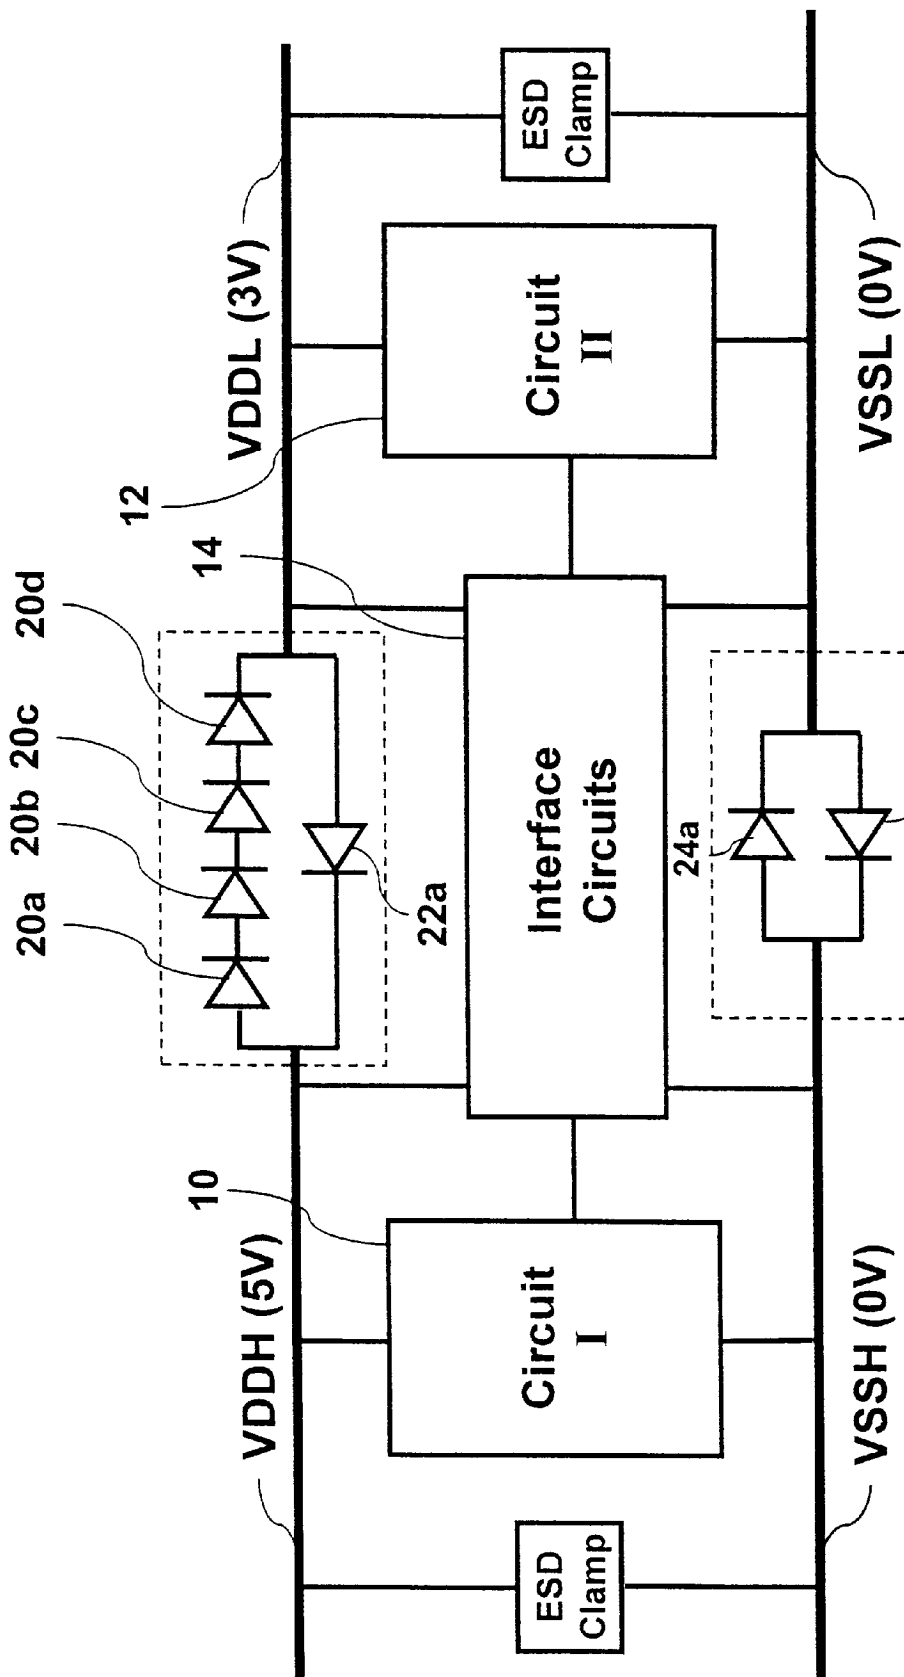 20a
20b
20c
20d
22a
VDDH (5V)
VDDL (3V)
10
14
12
ESD
Clamp
Circuit
I
Interface
Circuits
Circuit
II
ESD
Clamp
24a
VSSH (0V)
VSSL (0V)